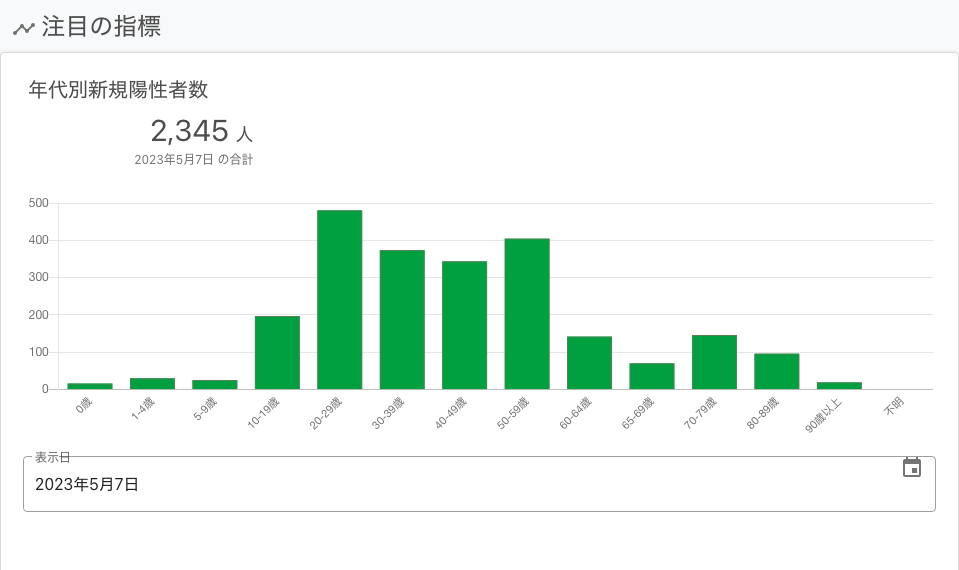 注目の指標
年代別新規陽性者数
2,345 人
2023年5月7日 の合計
500
400
300
200
100
0
0歳
1-4歳
5-9歳
10-19歳
20-29歳
30-39歳
40-49歳
50-59歳
60-64歳
65-69歳
70-79歳
80-89歳
90歳以上
不明
表示日
2023年5月7日